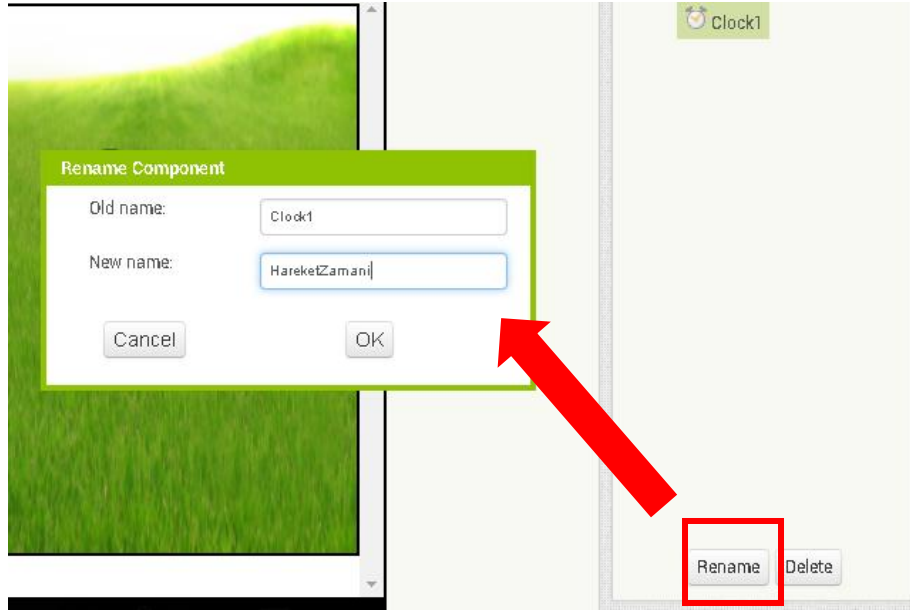 Clock1
Rename Component
Old name:
Clock1
New name:
HareketZamani
Cancel
OK
Rename
Delete